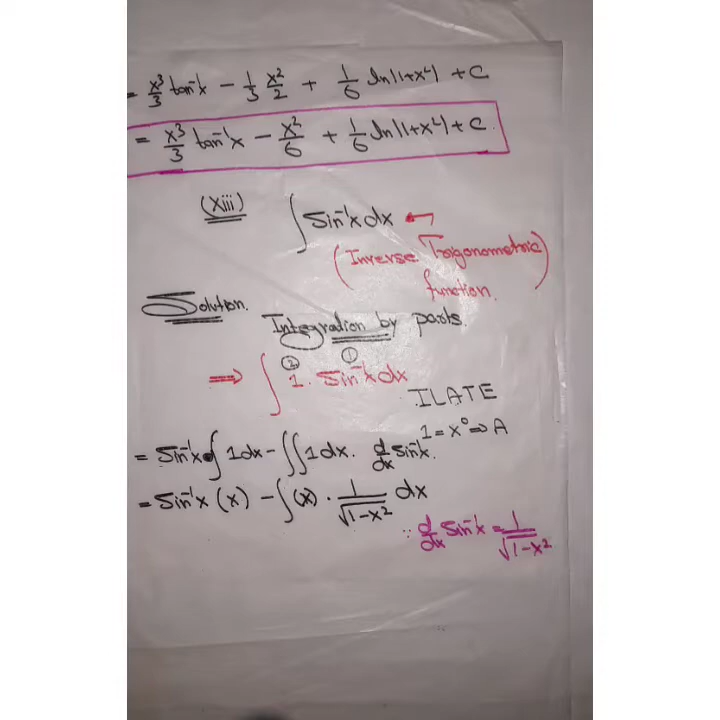 = x³/3 tan⁻¹x − 1/3 x²/2 + 1/6 ln|1+x²| + C
= x³/3 tan⁻¹x − x²/6 + 1/6 ln|1+x²| + C.
(xiii) ∫ Sin⁻¹x dx ←
(Inverse Trigonometric function.)
Solution.
Integration by parts.
② ①
⇒ ∫ 1. Sin⁻¹x dx
ILATE
1 = x⁰ ⇒ A
= Sin⁻¹x ∫ 1dx − ∫∫ 1dx. d/dx Sin⁻¹x.
= Sin⁻¹x (x) − ∫ (x) · 1/√1−x² dx
∵ d/dx Sin⁻¹x = 1/√1−x²